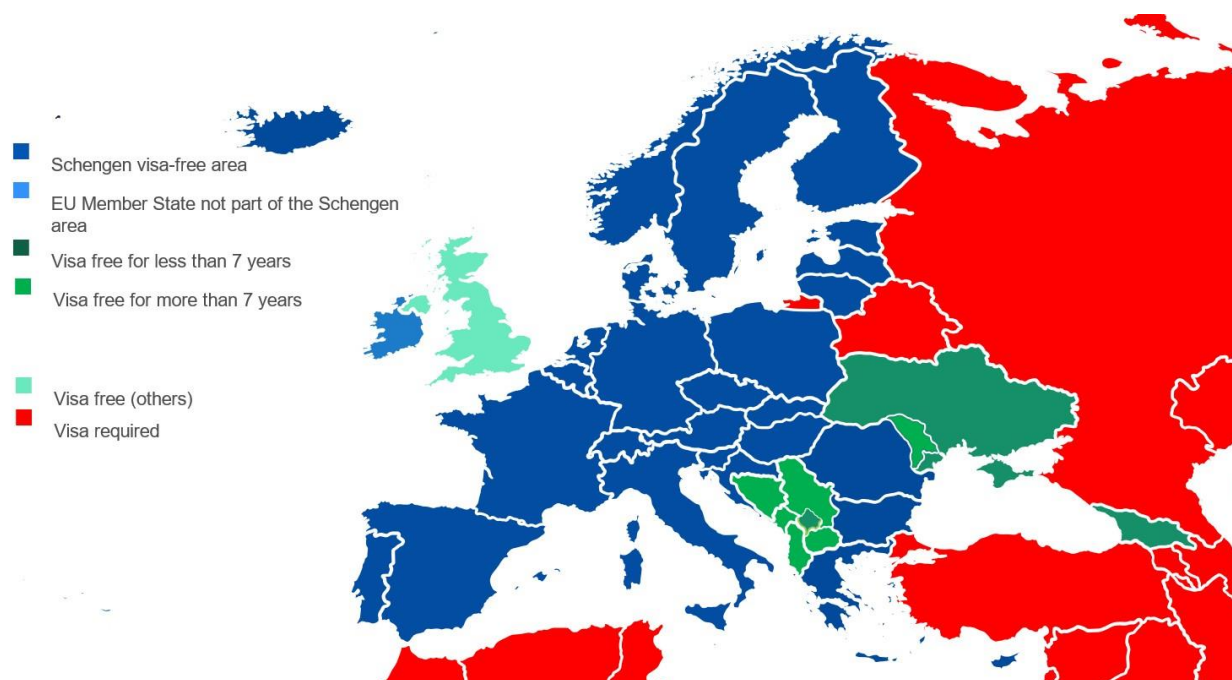 Schengen visa-free area
EU Member State not part of the Schengen
area
Visa free for less than 7 years
Visa free for more than 7 years
Visa free (others)
Visa required